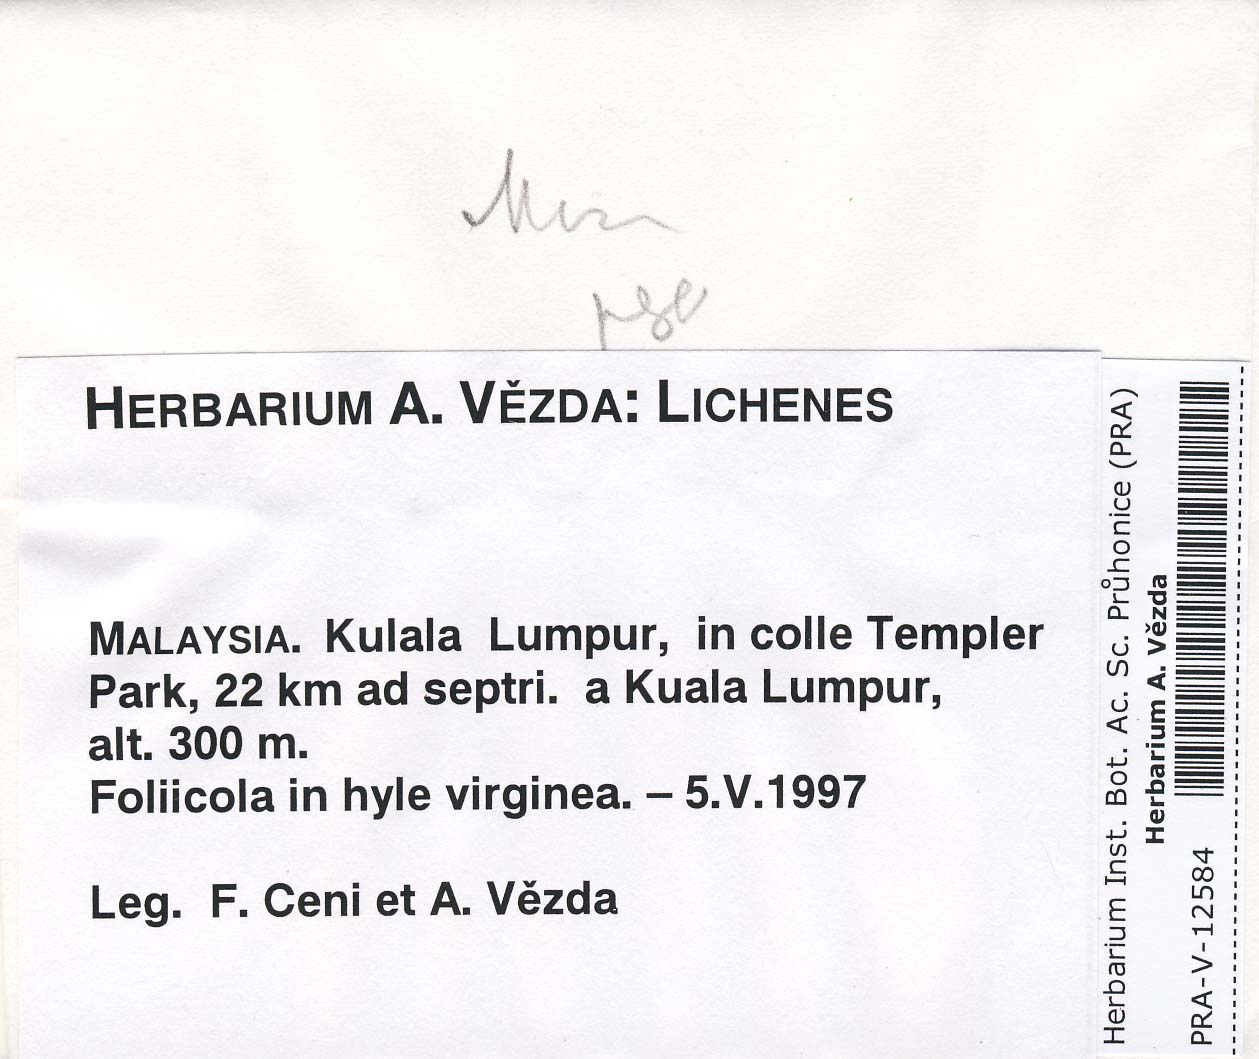 HERBARIUM A. VĚZDA: LICHENES
MALAYSIA. Kulala Lumpur, in colle Templer
Park, 22 km ad septri. a Kuala Lumpur,
alt. 300 m.
Foliicola in hyle virginea. – 5.V.1997
Leg. F. Ceni et A. Vězda
Herbarium Inst. Bot. Ac. Sc. Průhonice (PRA)
Herbarium A. Vězda
PRA-V-12584